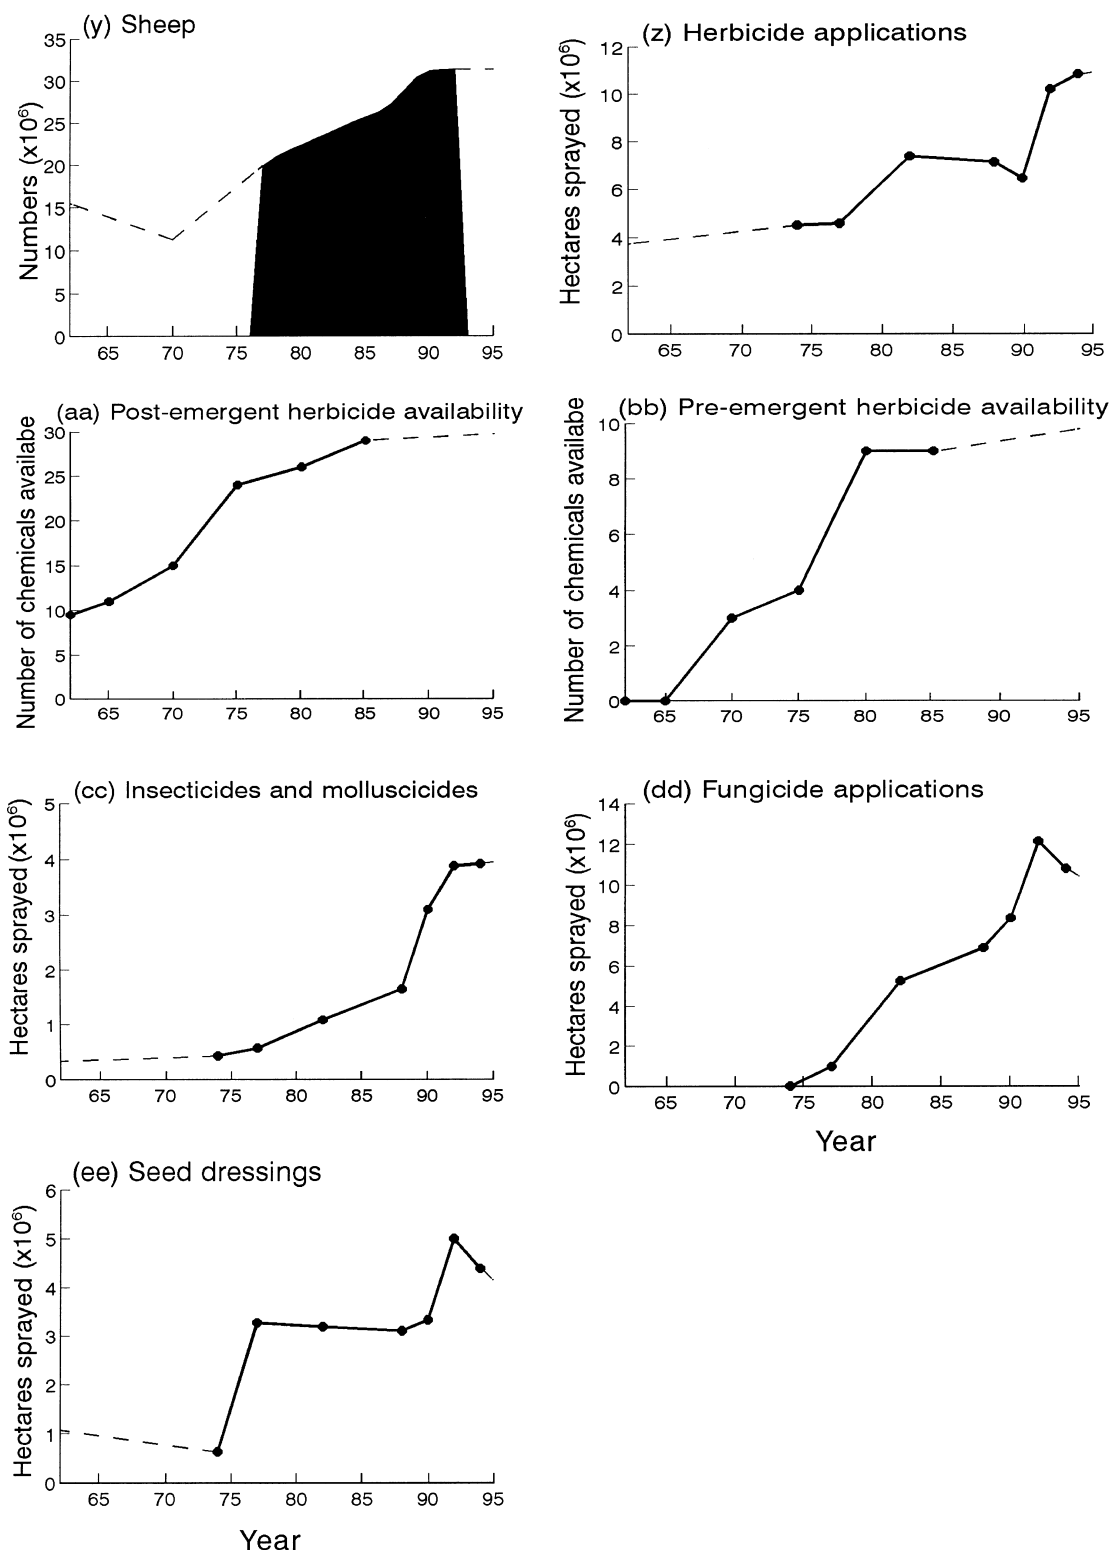 (y) Sheep
Numbers (x10⁶)
35
30
25
20
15
10
5
0
65 70 75 80 85 90 95
(z) Herbicide applications
Hectares sprayed (x10⁶)
12
10
8
6
4
2
0
65 70 75 80 85 90 95
(aa) Post-emergent herbicide availability
Number of chemicals availabe
30
25
20
15
10
5
0
65 70 75 80 85 90 95
(bb) Pre-emergent herbicide availability
Number of chemicals availabe
10
8
6
4
2
0
65 70 75 80 85 90 95
(cc) Insecticides and molluscicides
Hectares sprayed (x10⁶)
5
4
3
2
1
0
65 70 75 80 85 90 95
(dd) Fungicide applications
Hectares sprayed (x10⁶)
14
12
10
8
6
4
2
0
65 70 75 80 85 90 95
Year
(ee) Seed dressings
Hectares sprayed (x10⁶)
6
5
4
3
2
1
0
65 70 75 80 85 90 95
Year